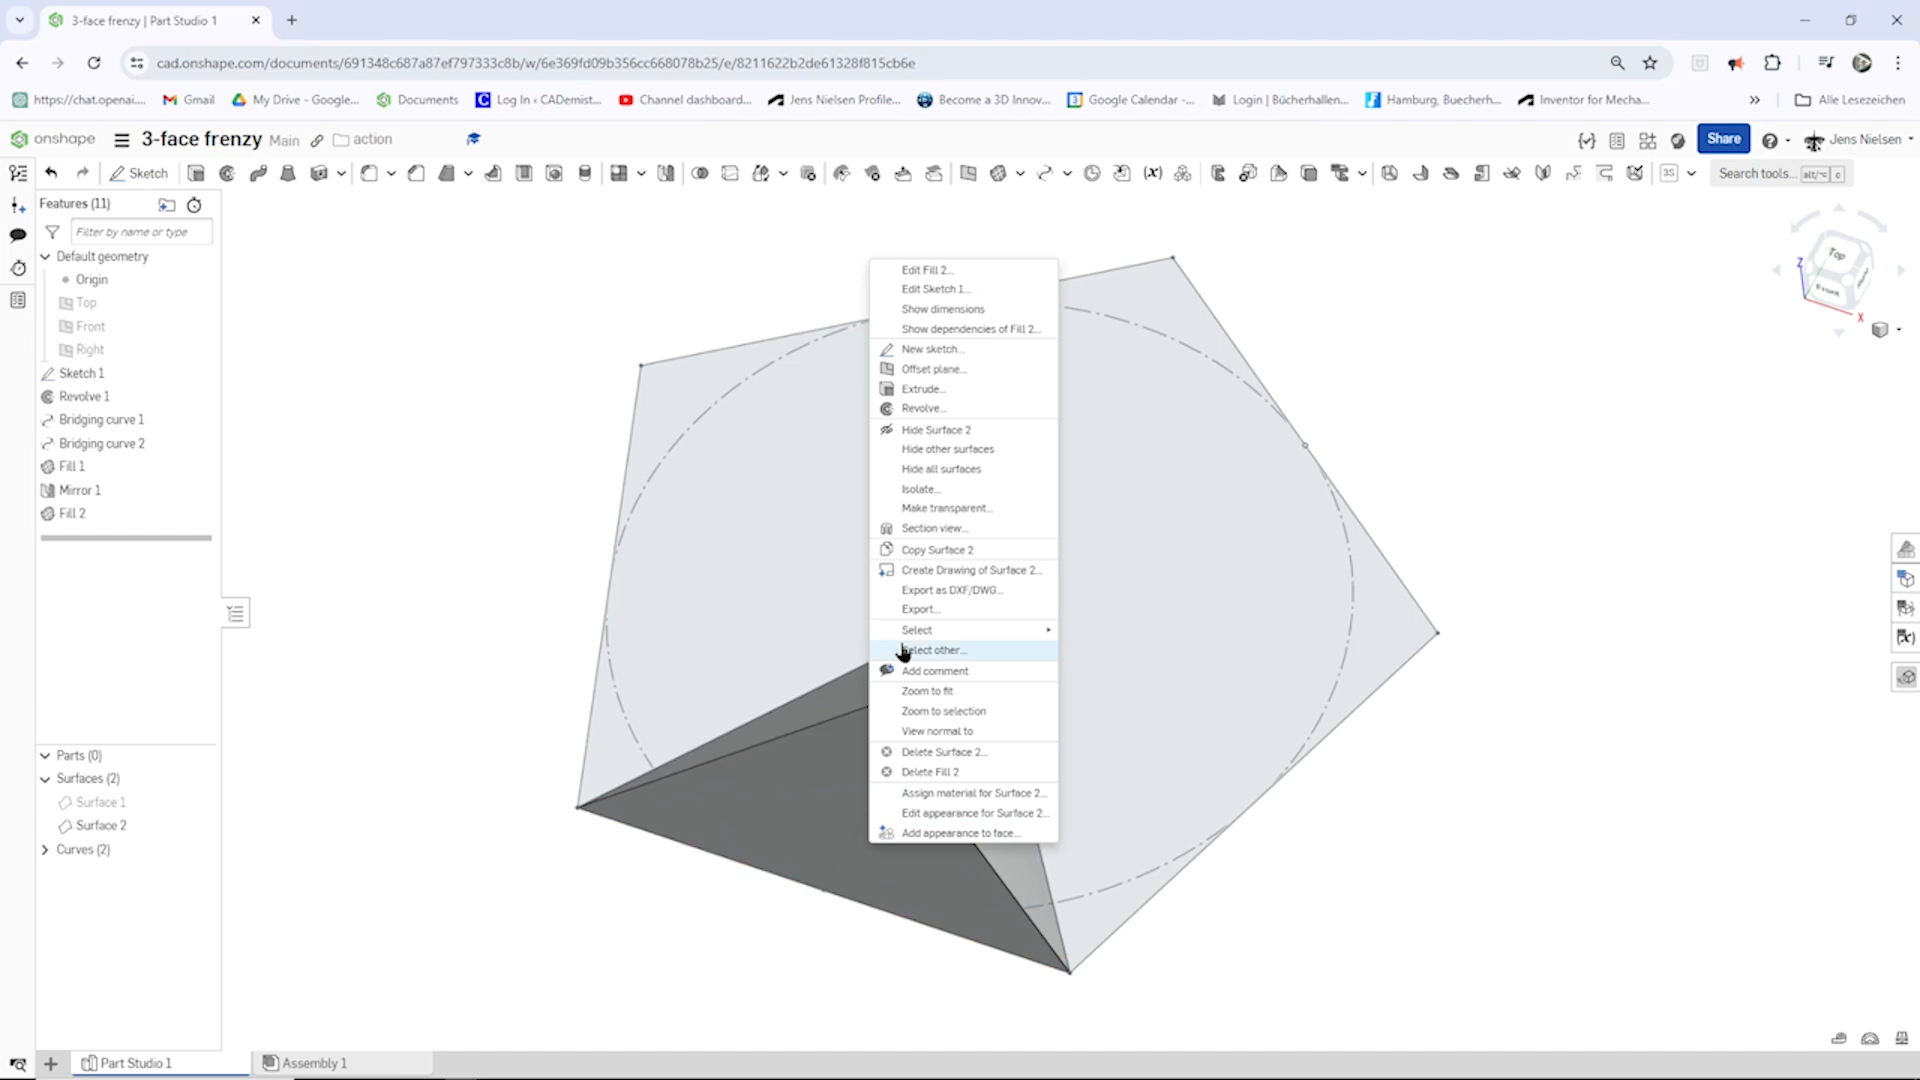 3-face frenzy | Part Studio 1
cad.onshape.com/documents/691348c687a87ef797333c8b/w/6e369fd09b356cc668078b25/e/8211622b2de61328f815cb6e
https://chat.openai.... Gmail My Drive - Google... Documents Log In ‹ CADemist... Channel dashboard... Jens Nielsen Profile... Become a 3D Innov... Google Calendar -... Login | Bücherhallen... Hamburg, Buecherh... Inventor for Mecha... » Alle Lesezeichen
onshape 3-face frenzy Main action Share Jens Nielsen
Sketch Search tools... alt/⌥ c
Features (11)
Filter by name or type
Default geometry
Origin
Top
Front
Right
Sketch 1
Revolve 1
Bridging curve 1
Bridging curve 2
Fill 1
Mirror 1
Fill 2
Parts (0)
Surfaces (2)
Surface 1
Surface 2
Curves (2)
Edit Fill 2...
Edit Sketch 1...
Show dimensions
Show dependencies of Fill 2...
New sketch...
Offset plane...
Extrude...
Revolve...
Hide Surface 2
Hide other surfaces
Hide all surfaces
Isolate...
Make transparent...
Section view...
Copy Surface 2
Create Drawing of Surface 2...
Export as DXF/DWG...
Export...
Select
elect other...
Add comment
Zoom to fit
Zoom to selection
View normal to
Delete Surface 2...
Delete Fill 2
Assign material for Surface 2...
Edit appearance for Surface 2...
Add appearance to face...
Top
Z
Front
X
Part Studio 1 Assembly 1